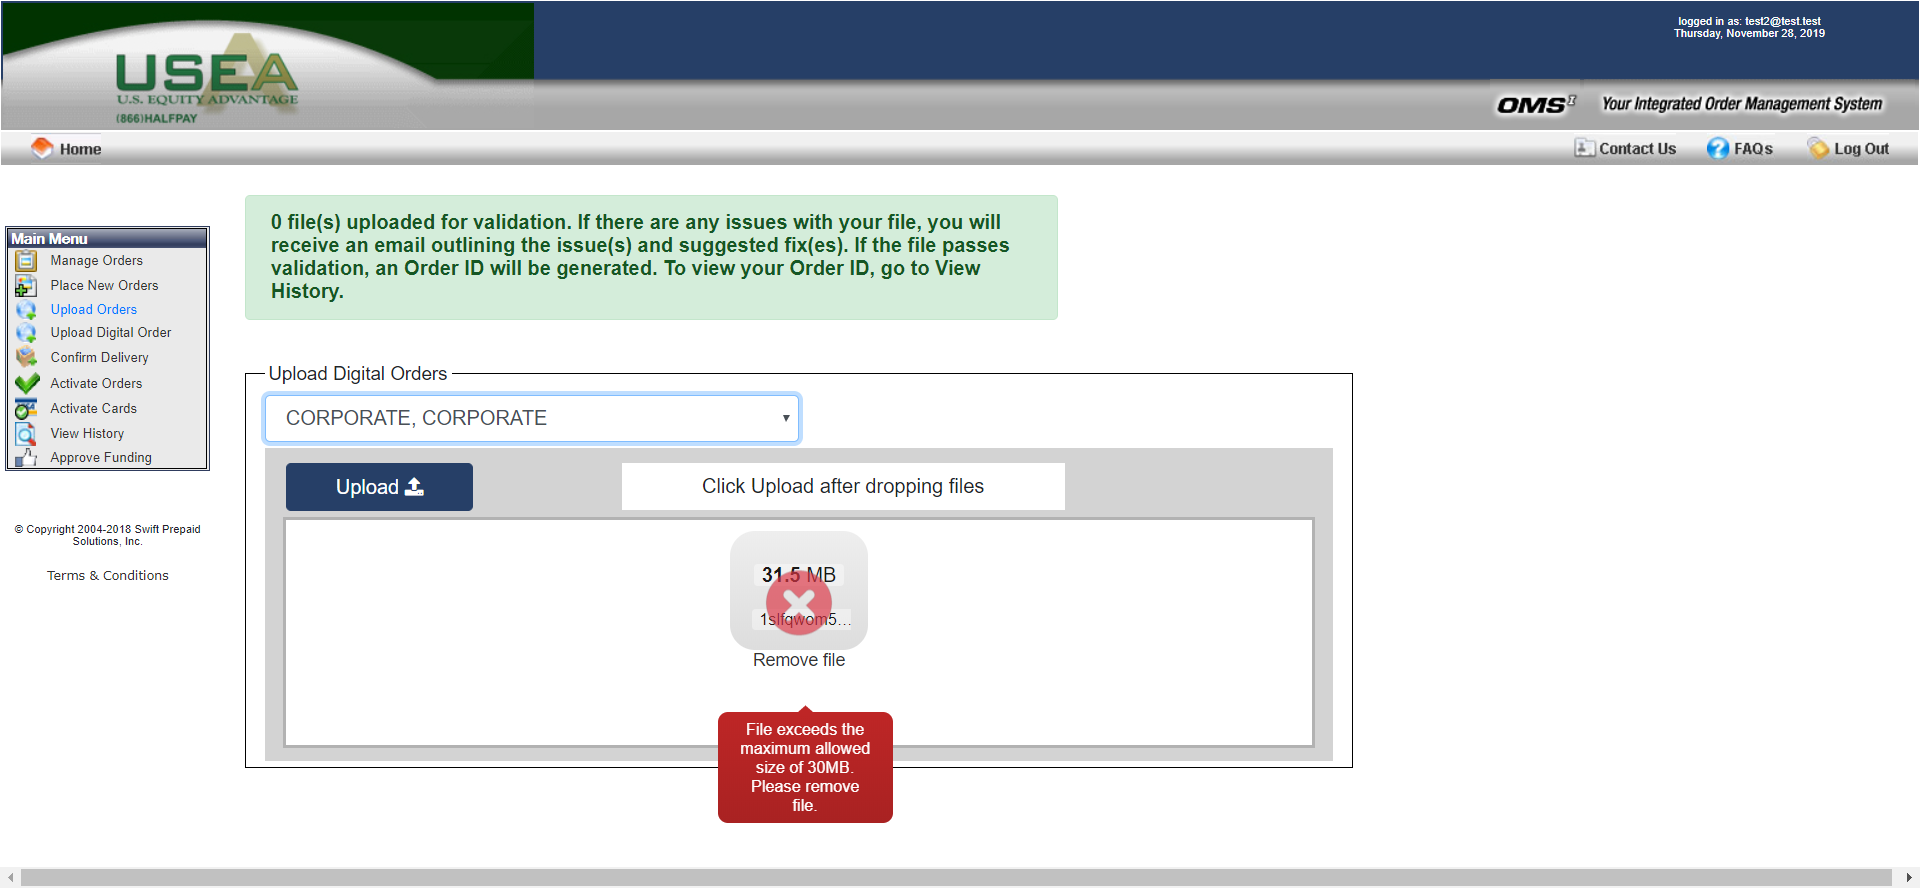 logged in as: test2@test.test
Thursday, November 28, 2019
USEA
U.S. EQUITY ADVANTAGE
(866)HALFPAY
OMSI Your Integrated Order Management System
Home
Contact Us
FAQs
Log Out
0 file(s) uploaded for validation. If there are any issues with your file, you will
receive an email outlining the issue(s) and suggested fix(es). If the file passes
validation, an Order ID will be generated. To view your Order ID, go to View
History.
Main Menu
Manage Orders
Place New Orders
Upload Orders
Upload Digital Order
Confirm Delivery
Activate Orders
Activate Cards
View History
Approve Funding
© Copyright 2004-2018 Swift Prepaid
Solutions, Inc.
Terms & Conditions
Upload Digital Orders
CORPORATE, CORPORATE
Upload
Click Upload after dropping files
31.5 MB
1slfqwom5...
Remove file
File exceeds the
maximum allowed
size of 30MB.
Please remove
file.